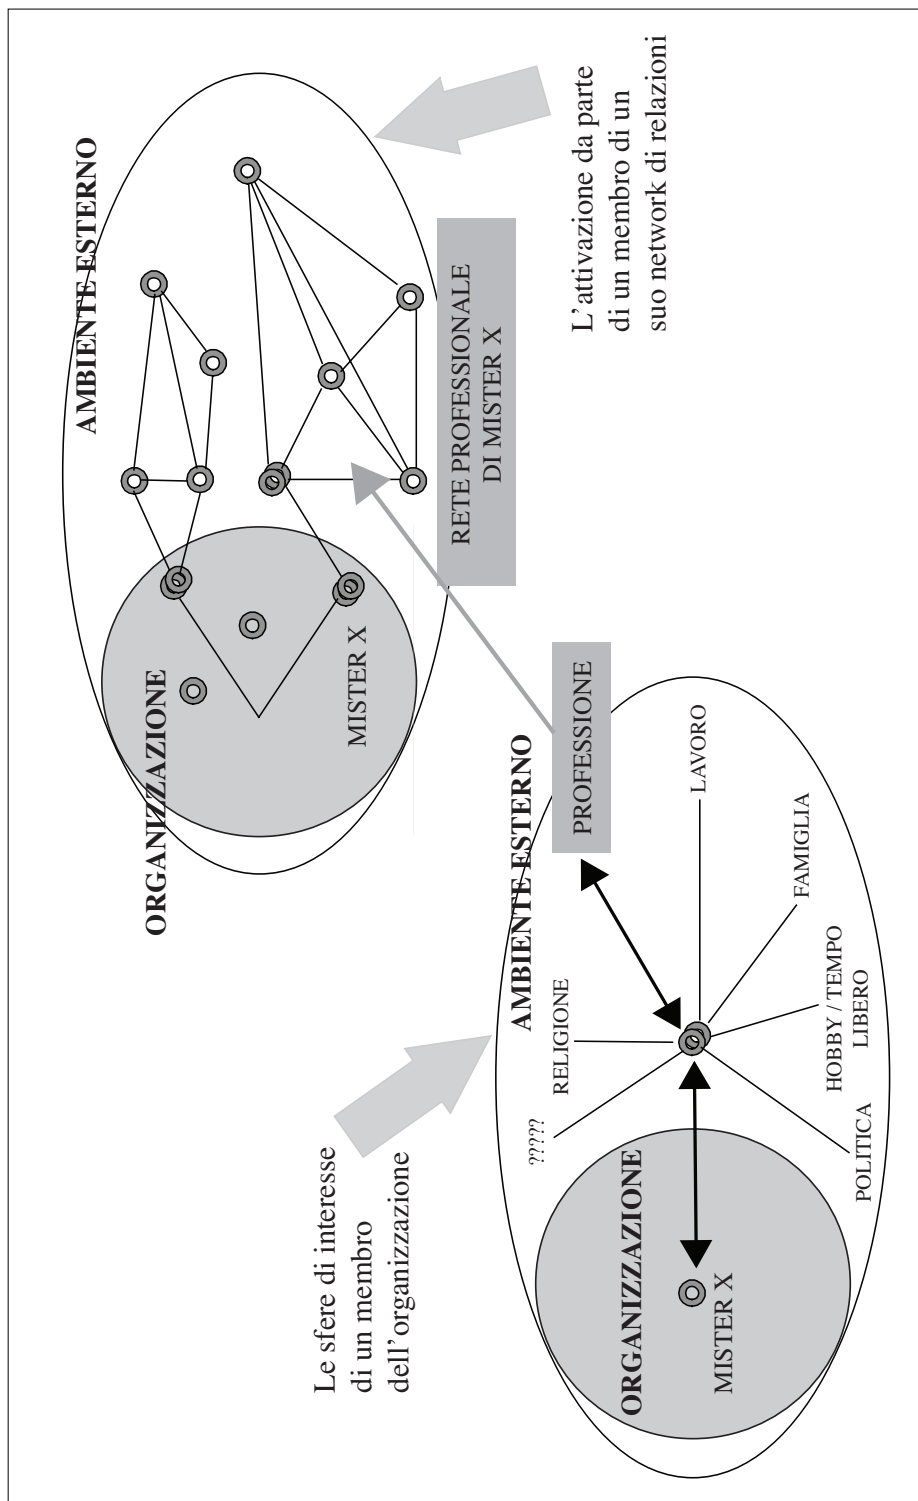 Le sfere di interesse
di un membro
dell'organizzazione
AMBIENTE ESTERNO
ORGANIZZAZIONE
MISTER X
?????
RELIGIONE
PROFESSIONE
LAVORO
FAMIGLIA
HOBBY / TEMPO
LIBERO
POLITICA
AMBIENTE ESTERNO
ORGANIZZAZIONE
MISTER X
RETE PROFESSIONALE
DI MISTER X
L'attivazione da parte
di un membro di un
suo network di relazioni